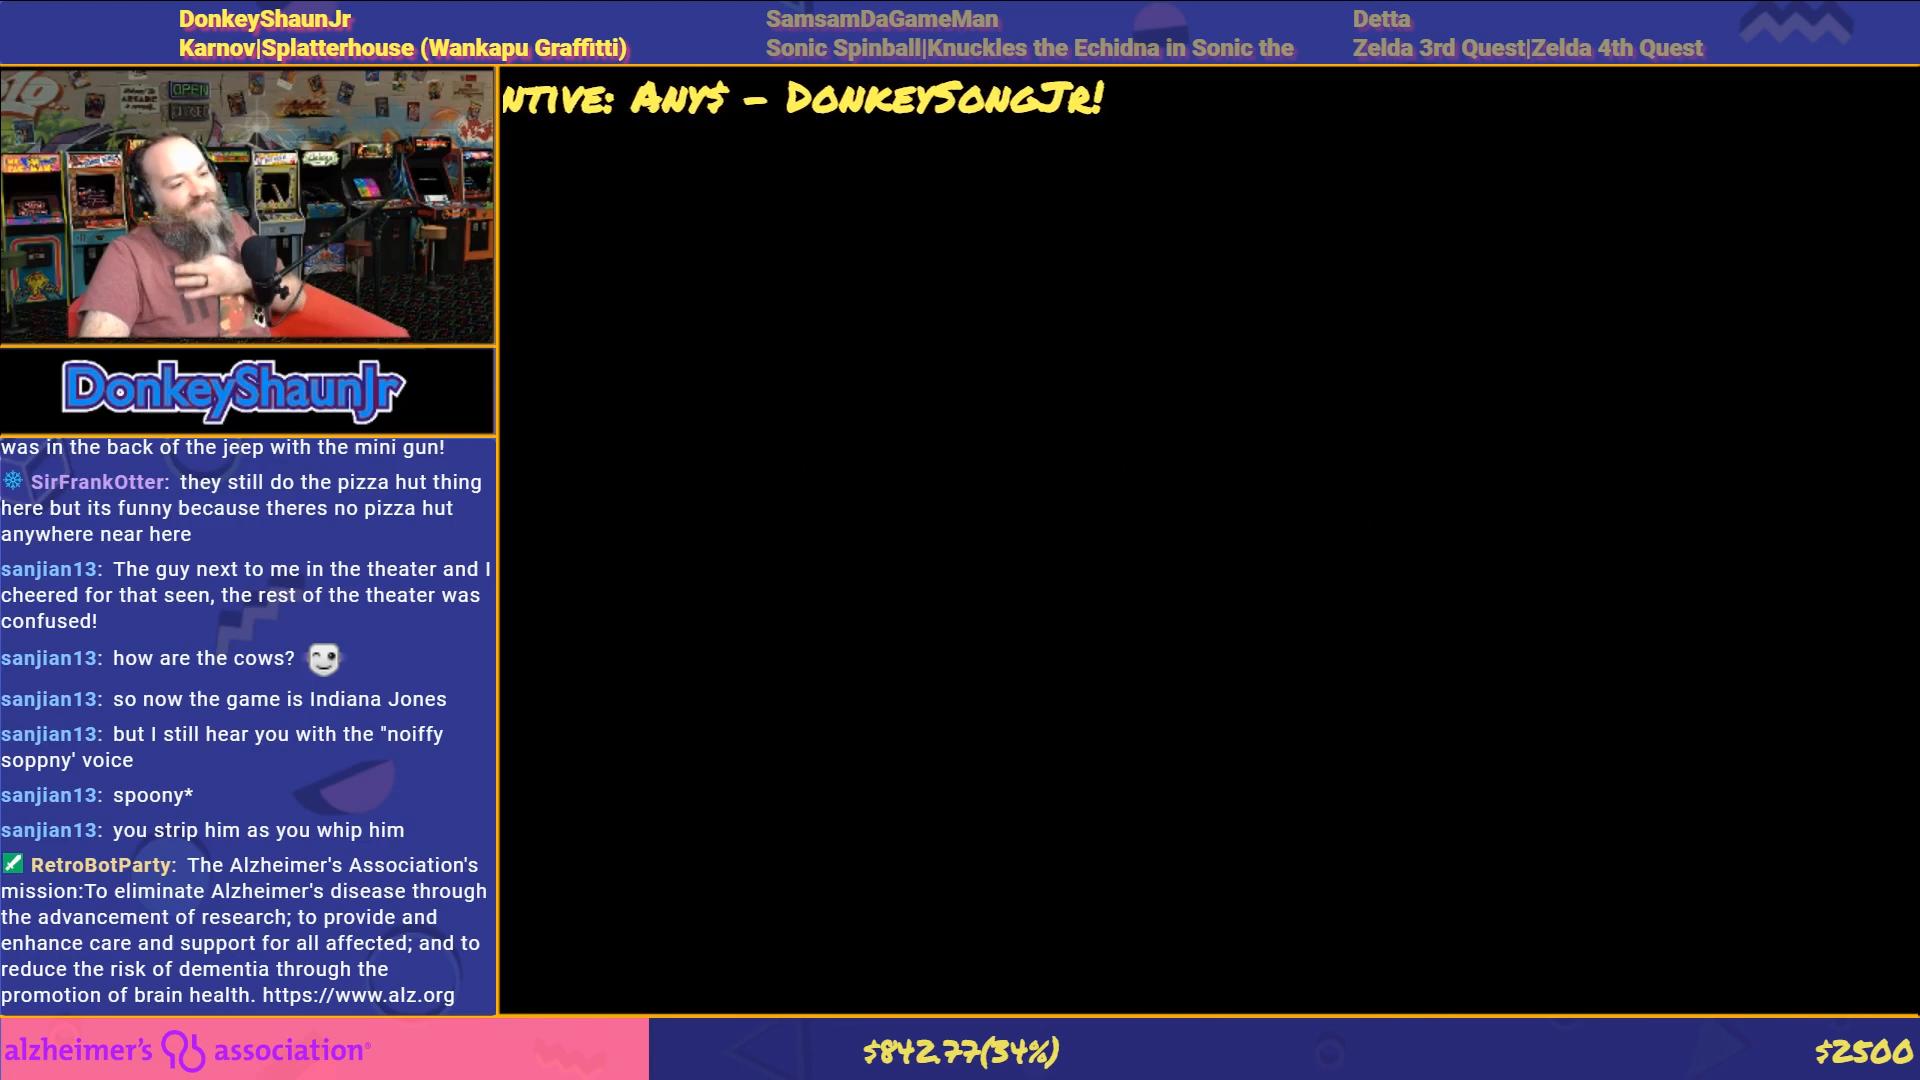 DonkeyShaunJr
Karnov|Splatterhouse (Wankapu Graffitti)
SamsamDaGameMan
Sonic Spinball|Knuckles the Echidna in Sonic the
Detta
Zelda 3rd Quest|Zelda 4th Quest
OPEN
ARCADE
ntive: Any$ - DonkeySongJr!
DonkeyShaunJr
was in the back of the jeep with the mini gun!
SirFrankOtter: they still do the pizza hut thing
here but its funny because theres no pizza hut
anywhere near here
sanjian13: The guy next to me in the theater and I
cheered for that seen, the rest of the theater was
confused!
sanjian13: how are the cows?
sanjian13: so now the game is Indiana Jones
sanjian13: but I still hear you with the "noiffy
soppny' voice
sanjian13: spoony*
sanjian13: you strip him as you whip him
RetroBotParty: The Alzheimer's Association's
mission:To eliminate Alzheimer's disease through
the advancement of research; to provide and
enhance care and support for all affected; and to
reduce the risk of dementia through the
promotion of brain health. https://www.alz.org
alzheimer's association®
$842.77(34%)
$2500